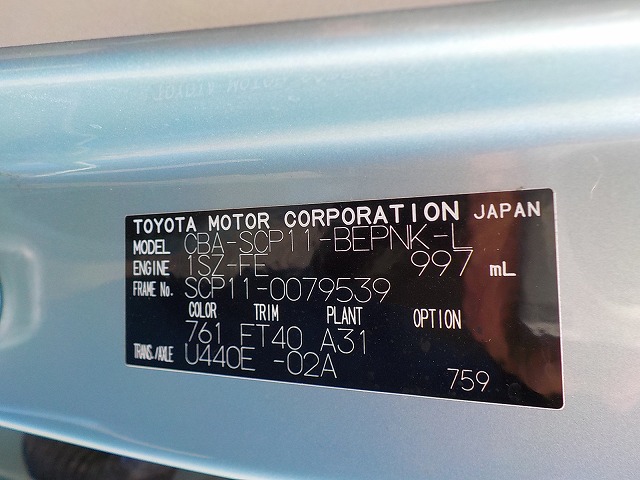 TOYOTA MOTOR CORPORATION JAPAN
MODEL CBA-SCP11-BEPNK-L
ENGINE 1SZ-FE 997 mL
FRAME No. SCP11-0079539
COLOR TRIM PLANT OPTION
761 FT40 A31
TRANS./AXLE U440E -02A
759